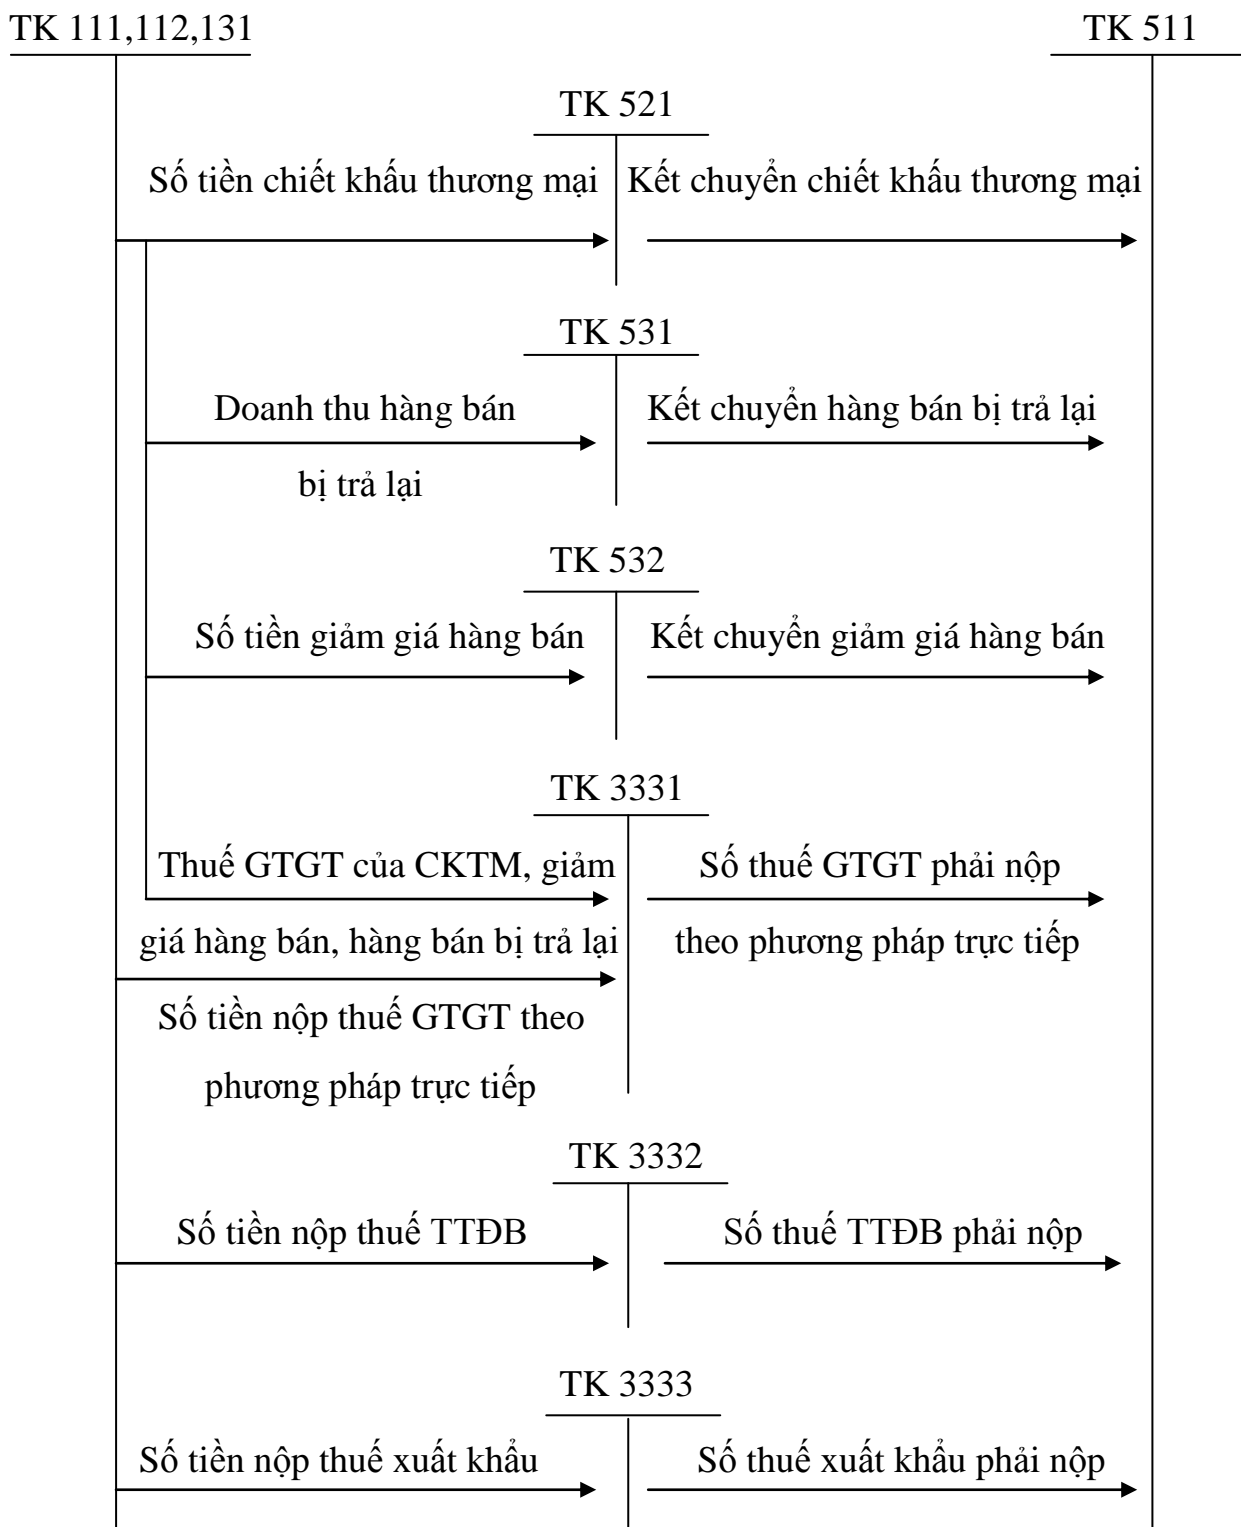 TK 111,112,131
TK 511
TK 521
Số tiền chiết khấu thương mại
Kết chuyển chiết khấu thương mại
TK 531
Doanh thu hàng bán
Kết chuyển hàng bán bị trả lại
bị trả lại
TK 532
Số tiền giảm giá hàng bán
Kết chuyển giảm giá hàng bán
TK 3331
Thuế GTGT của CKTM, giảm
Số thuế GTGT phải nộp
giá hàng bán, hàng bán bị trả lại
theo phương pháp trực tiếp
Số tiền nộp thuế GTGT theo
phương pháp trực tiếp
TK 3332
Số tiền nộp thuế TTĐB
Số thuế TTĐB phải nộp
TK 3333
Số tiền nộp thuế xuất khẩu
Số thuế xuất khẩu phải nộp